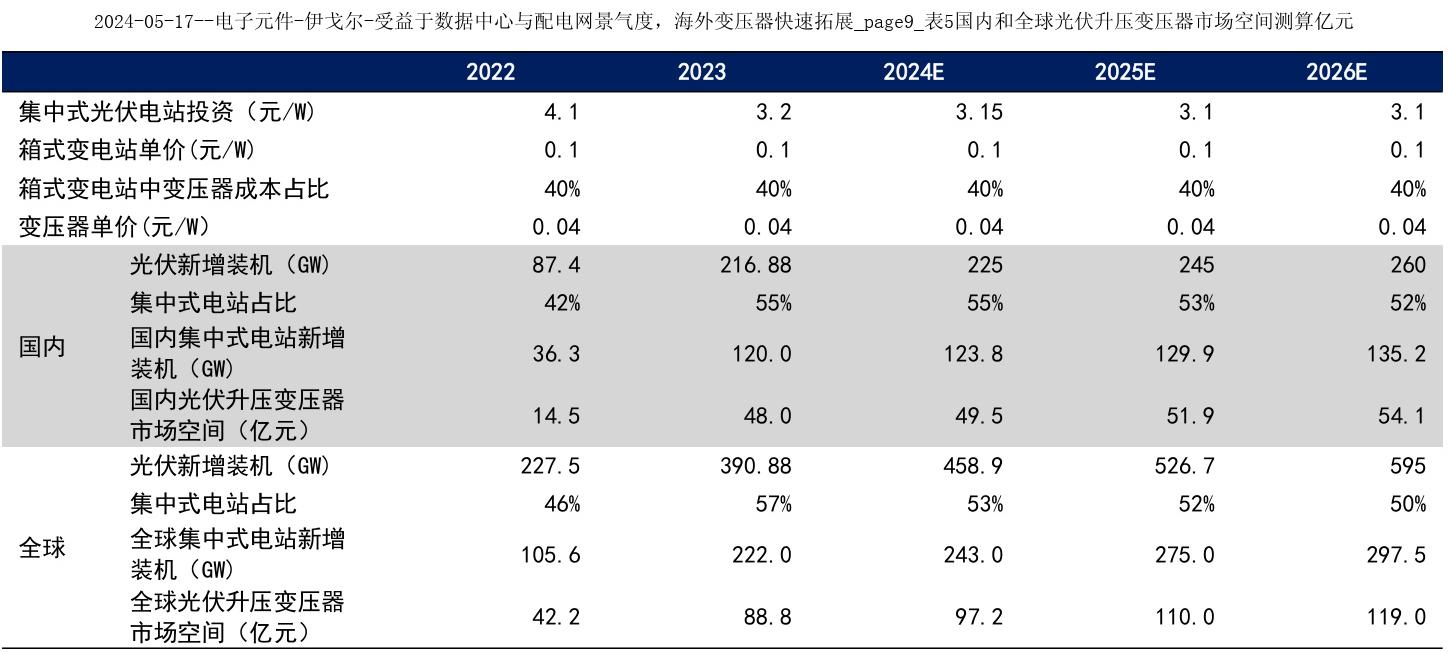 2024-05-17--电子元件-伊戈尔-受益于数据中心与配电网景气度，海外变压器快速拓展_page9_表5国内和全球光伏升压变压器市场空间测算亿元
2022 2023 2024E 2025E 2026E
集中式光伏电站投资（元/W) 4.1 3.2 3.15 3.1 3.1
箱式变电站单价(元/W) 0.1 0.1 0.1 0.1 0.1
箱式变电站中变压器成本占比 40% 40% 40% 40% 40%
变压器单价(元/W） 0.04 0.04 0.04 0.04 0.04
国内
光伏新增装机（GW) 87.4 216.88 225 245 260
集中式电站占比 42% 55% 55% 53% 52%
国内集中式电站新增
装机（GW) 36.3 120.0 123.8 129.9 135.2
国内光伏升压变压器
市场空间（亿元） 14.5 48.0 49.5 51.9 54.1
全球
光伏新增装机（GW) 227.5 390.88 458.9 526.7 595
集中式电站占比 46% 57% 53% 52% 50%
全球集中式电站新增
装机（GW) 105.6 222.0 243.0 275.0 297.5
全球光伏升压变压器
市场空间（亿元） 42.2 88.8 97.2 110.0 119.0